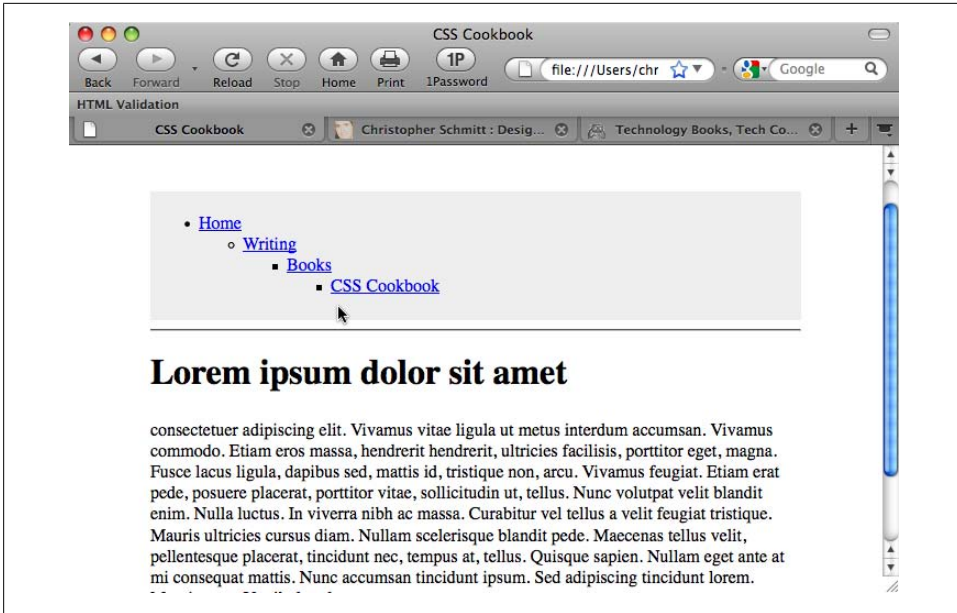 CSS Cookbook
Back Forward Reload Stop Home Print 1Password
1P
file:///Users/chr
Google
HTML Validation
CSS Cookbook
Christopher Schmitt : Desig...
Technology Books, Tech Co...
Home
Writing
Books
CSS Cookbook
Lorem ipsum dolor sit amet
consectetuer adipiscing elit. Vivamus vitae ligula ut metus interdum accumsan. Vivamus
commodo. Etiam eros massa, hendrerit hendrerit, ultricies facilisis, porttitor eget, magna.
Fusce lacus ligula, dapibus sed, mattis id, tristique non, arcu. Vivamus feugiat. Etiam erat
pede, posuere placerat, porttitor vitae, sollicitudin ut, tellus. Nunc volutpat velit blandit
enim. Nulla luctus. In viverra nibh ac massa. Curabitur vel tellus a velit feugiat tristique.
Mauris ultricies cursus diam. Nullam scelerisque blandit pede. Maecenas tellus velit,
pellentesque placerat, tincidunt nec, tempus at, tellus. Quisque sapien. Nullam eget ante at
mi consequat mattis. Nunc accumsan tincidunt ipsum. Sed adipiscing tincidunt lorem.